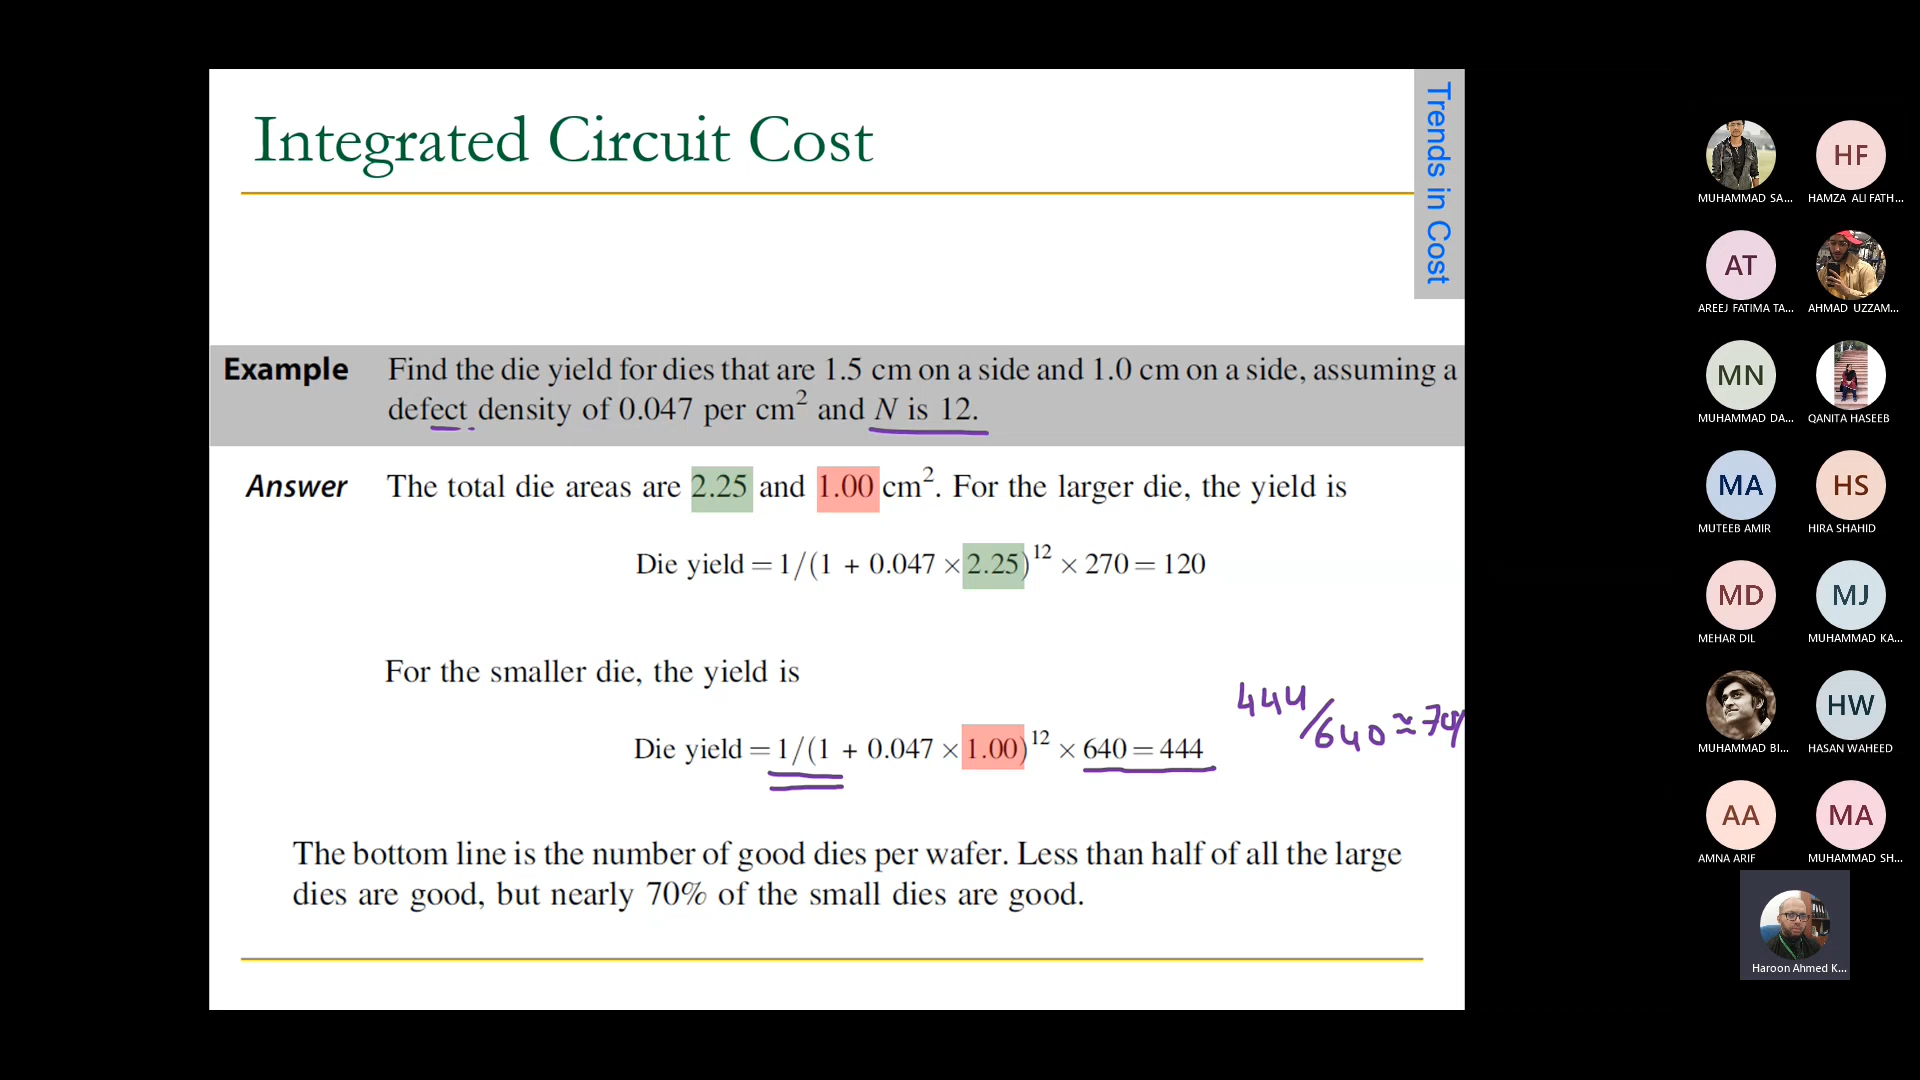 Integrated Circuit Cost
Trends in Cost
Example Find the die yield for dies that are 1.5 cm on a side and 1.0 cm on a side, assuming a
defect density of 0.047 per cm² and N is 12.
Answer The total die areas are 2.25 and 1.00 cm². For the larger die, the yield is
Die yield = 1/(1 + 0.047 × 2.25)¹² × 270 = 120
For the smaller die, the yield is
444/640 ≈
Die yield = 1/(1 + 0.047 × 1.00)¹² × 640 = 444
The bottom line is the number of good dies per wafer. Less than half of all the large
dies are good, but nearly 70% of the small dies are good.
MUHAMMAD SA...
HF
HAMZA ALI FATH...
AT
AREEJ FATIMA TA...
AHMAD UZZAM...
MN
MUHAMMAD DA...
QANITA HASEEB
MA
MUTEEB AMIR
HS
HIRA SHAHID
MD
MEHAR DIL
MJ
MUHAMMAD KA...
MUHAMMAD BI...
HW
HASAN WAHEED
AA
AMNA ARIF
MA
MUHAMMAD SH...
Haroon Ahmed K...